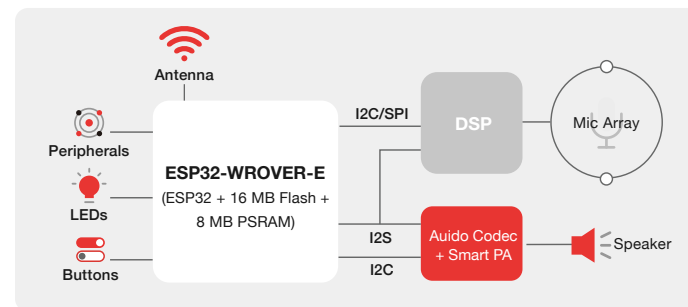 Antenna
I2C/SPI
DSP
Mic Array
Peripherals
ESP32-WROVER-E
(ESP32 + 16 MB Flash +
8 MB PSRAM)
LEDs
I2S
Auido Codec
+ Smart PA
Speaker
I2C
Buttons